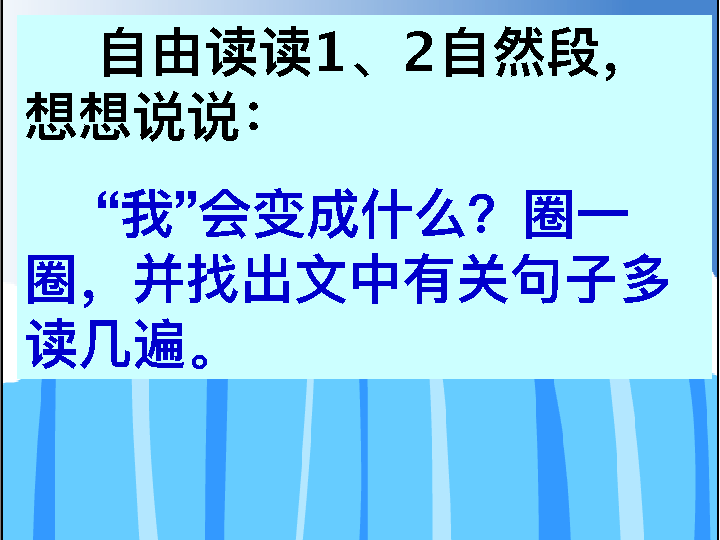 自由读读1、2自然段，
想想说说：
“我”会变成什么？圈一
圈，并找出文中有关句子多
读几遍。